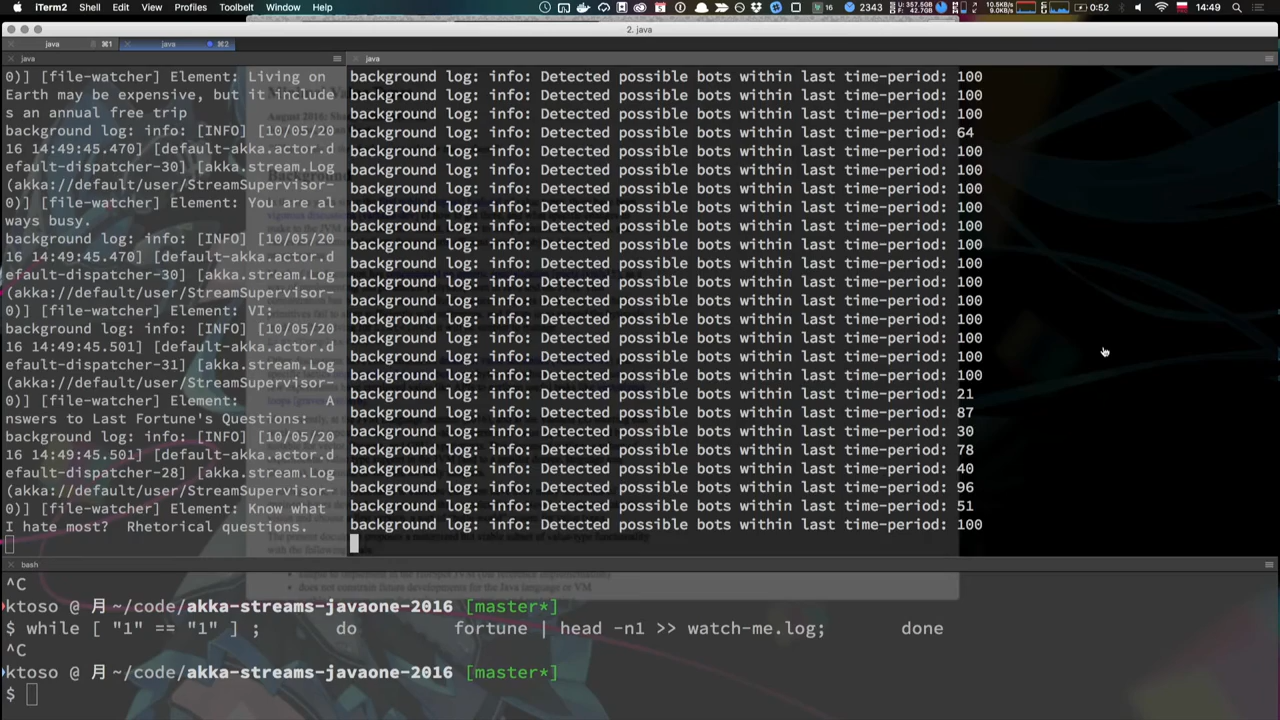 iTerm2 Shell Edit View Profiles Toolbelt Window Help 16 2343 U: 357.5GB F: 42.7GB 10.5KB 9.0KB 0:52 14:49
2. java
java ⌘1 java ⌘2
java
0)] [file-watcher] Element: Living on
Earth may be expensive, but it include
s an annual free trip
background log: info: [INFO] [10/05/20
16 14:49:45.470] [default-akka.actor.d
efault-dispatcher-30] [akka.stream.Log
(akka://default/user/StreamSupervisor-
0)] [file-watcher] Element: You are al
ways busy.
background log: info: [INFO] [10/05/20
16 14:49:45.470] [default-akka.actor.d
efault-dispatcher-30] [akka.stream.Log
(akka://default/user/StreamSupervisor-
0)] [file-watcher] Element: VI:
background log: info: [INFO] [10/05/20
16 14:49:45.501] [default-akka.actor.d
efault-dispatcher-31] [akka.stream.Log
(akka://default/user/StreamSupervisor-
0)] [file-watcher] Element: A
nswers to Last Fortune's Questions:
background log: info: [INFO] [10/05/20
16 14:49:45.501] [default-akka.actor.d
efault-dispatcher-28] [akka.stream.Log
(akka://default/user/StreamSupervisor-
0)] [file-watcher] Element: Know what
I hate most? Rhetorical questions.
java
background log: info: Detected possible bots within last time-period: 100
background log: info: Detected possible bots within last time-period: 100
background log: info: Detected possible bots within last time-period: 100
background log: info: Detected possible bots within last time-period: 64
background log: info: Detected possible bots within last time-period: 100
background log: info: Detected possible bots within last time-period: 100
background log: info: Detected possible bots within last time-period: 100
background log: info: Detected possible bots within last time-period: 100
background log: info: Detected possible bots within last time-period: 100
background log: info: Detected possible bots within last time-period: 100
background log: info: Detected possible bots within last time-period: 100
background log: info: Detected possible bots within last time-period: 100
background log: info: Detected possible bots within last time-period: 100
background log: info: Detected possible bots within last time-period: 100
background log: info: Detected possible bots within last time-period: 100
background log: info: Detected possible bots within last time-period: 100
background log: info: Detected possible bots within last time-period: 100
background log: info: Detected possible bots within last time-period: 21
background log: info: Detected possible bots within last time-period: 87
background log: info: Detected possible bots within last time-period: 30
background log: info: Detected possible bots within last time-period: 78
background log: info: Detected possible bots within last time-period: 40
background log: info: Detected possible bots within last time-period: 96
background log: info: Detected possible bots within last time-period: 51
background log: info: Detected possible bots within last time-period: 100
bash
^C
ktoso @ 月 ~/code/akka-streams-javaone-2016 [master*]
$ while [ "1" == "1" ] ; do fortune | head -n1 >> watch-me.log; done
^C
ktoso @ 月 ~/code/akka-streams-javaone-2016 [master*]
$